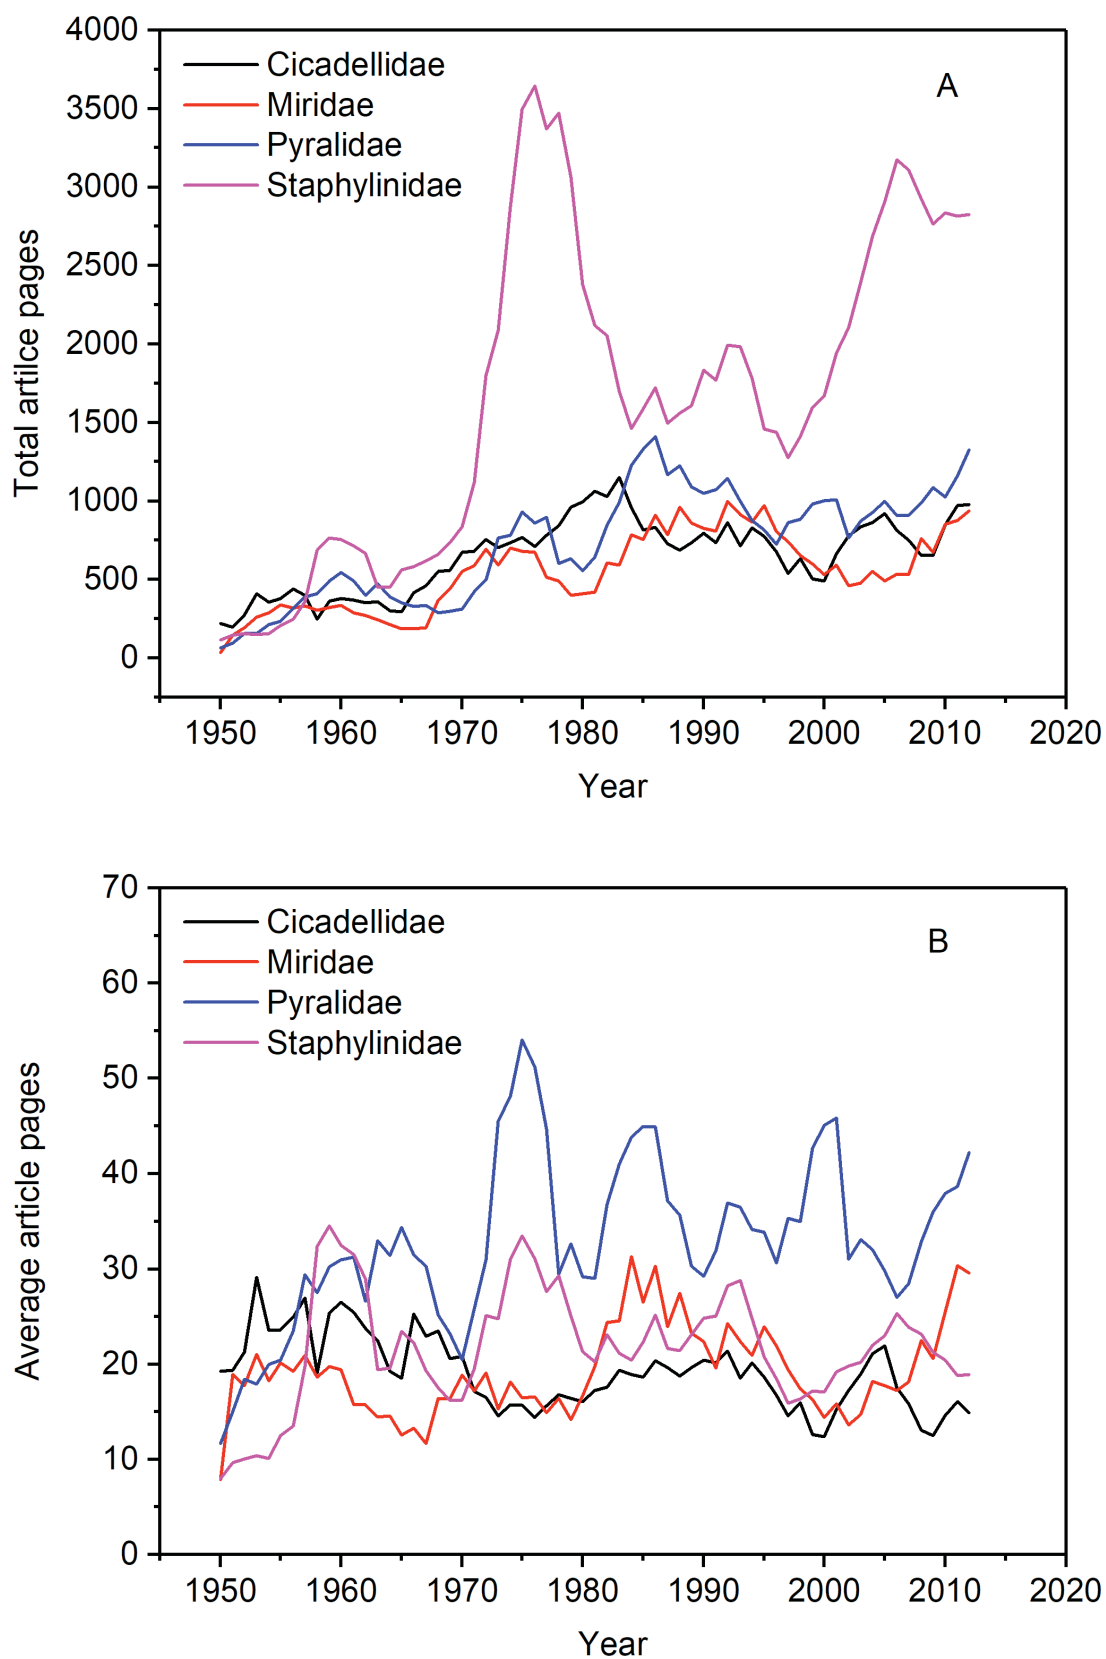 4000
3500
3000
2500
2000
1500
1000
500
0
Total artilce pages
Cicadellidae
Miridae
Pyralidae
Staphylinidae
A
1950 1960 1970 1980 1990 2000 2010 2020
Year
70
60
50
40
30
20
10
0
Average article pages
Cicadellidae
Miridae
Pyralidae
Staphylinidae
B
1950 1960 1970 1980 1990 2000 2010 2020
Year